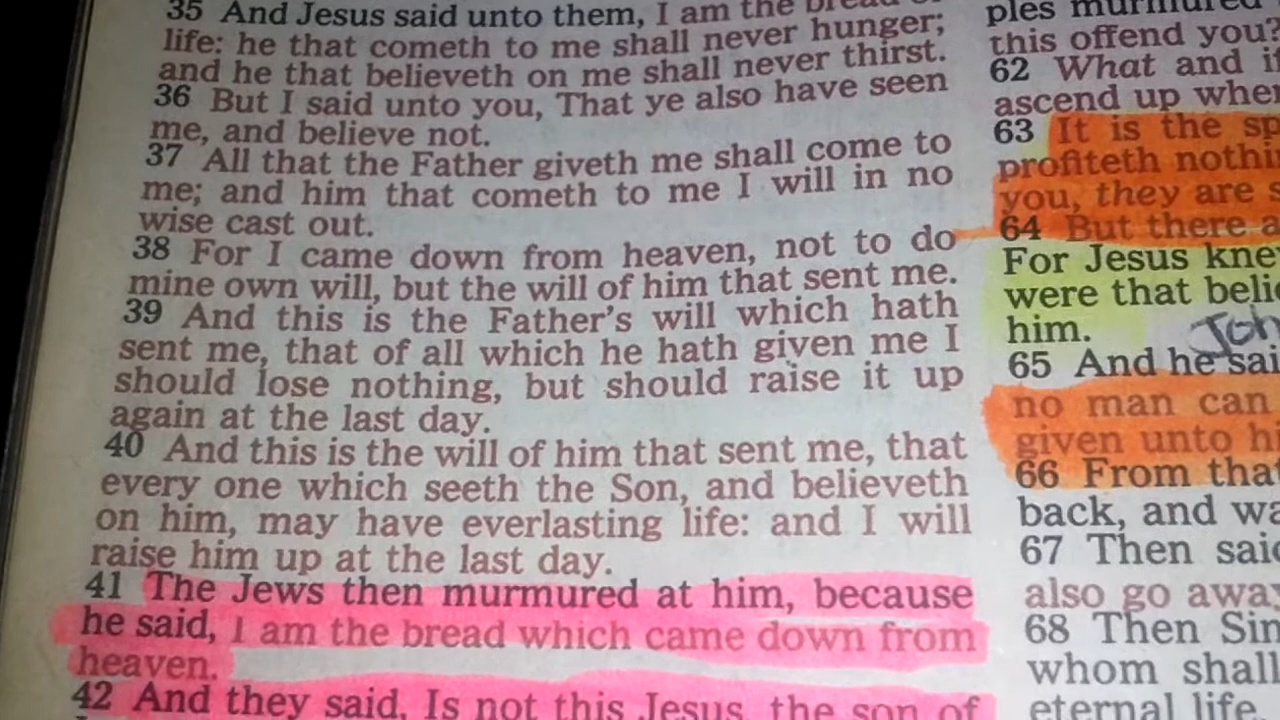 35 And Jesus said unto them, I am the bread of
life: he that cometh to me shall never hunger;
and he that believeth on me shall never thirst.
36 But I said unto you, That ye also have seen
me, and believe not.
37 All that the Father giveth me shall come to
me; and him that cometh to me I will in no
wise cast out.
38 For I came down from heaven, not to do
mine own will, but the will of him that sent me.
39 And this is the Father's will which hath
sent me, that of all which he hath given me I
should lose nothing, but should raise it up
again at the last day.
40 And this is the will of him that sent me, that
every one which seeth the Son, and believeth
on him, may have everlasting life: and I will
raise him up at the last day.
41 The Jews then murmured at him, because
he said, I am the bread which came down from
heaven.
42 And they said, Is not this Jesus, the son of
ples murmured
this offend you?
62 What and if
ascend up wher
63 It is the sp
profiteth nothi
you, they are s
64 But there a
For Jesus kne
were that belie
him. Joh
65 And he sai
no man can
given unto hi
66 From tha
back, and wa
67 Then said
also go away
68 Then Sim
whom shall
eternal life.